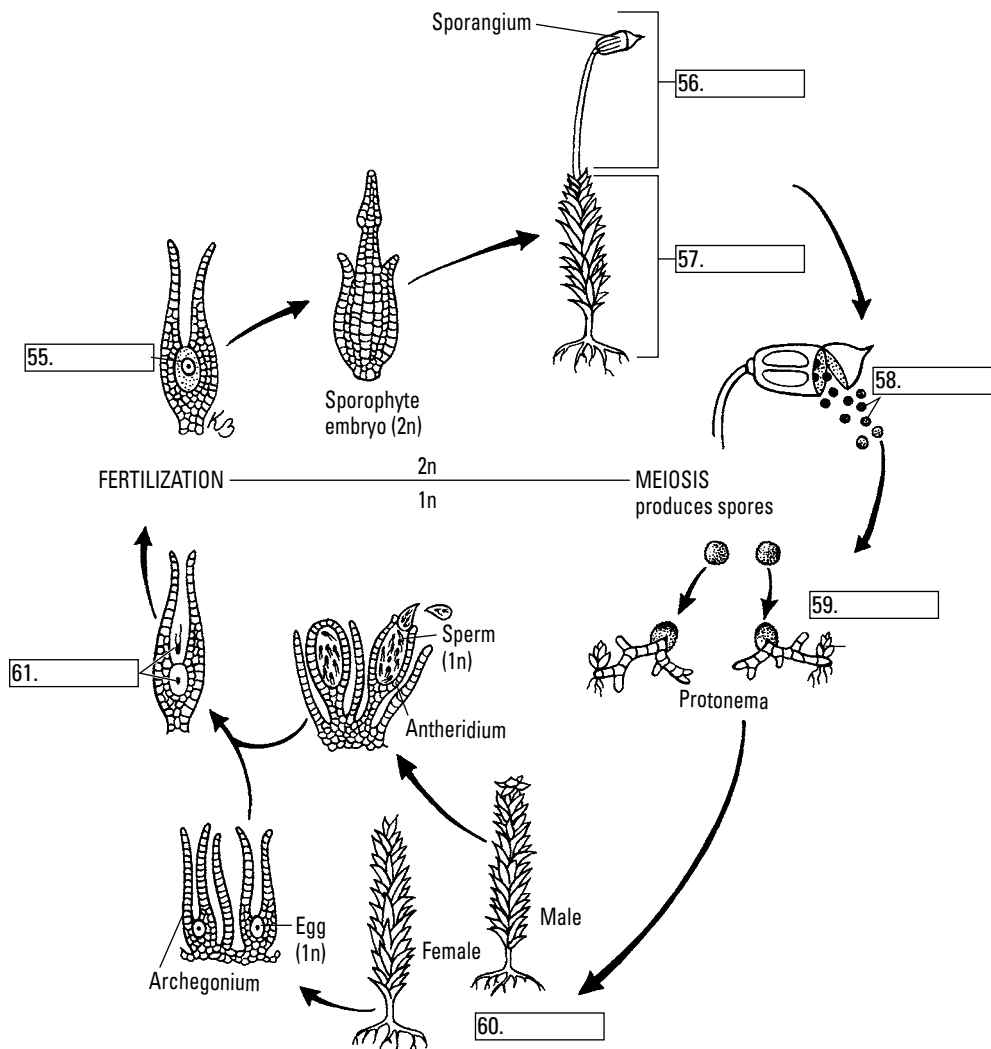 Sporangium
56.
57.
55.
Sporophyte
embryo (2n)
58.
FERTILIZATION
2n
1n
MEIOSIS
produces spores
59.
Sperm
(1n)
61.
Protonema
Antheridium
Egg
(1n)
Male
Female
Archegonium
60.